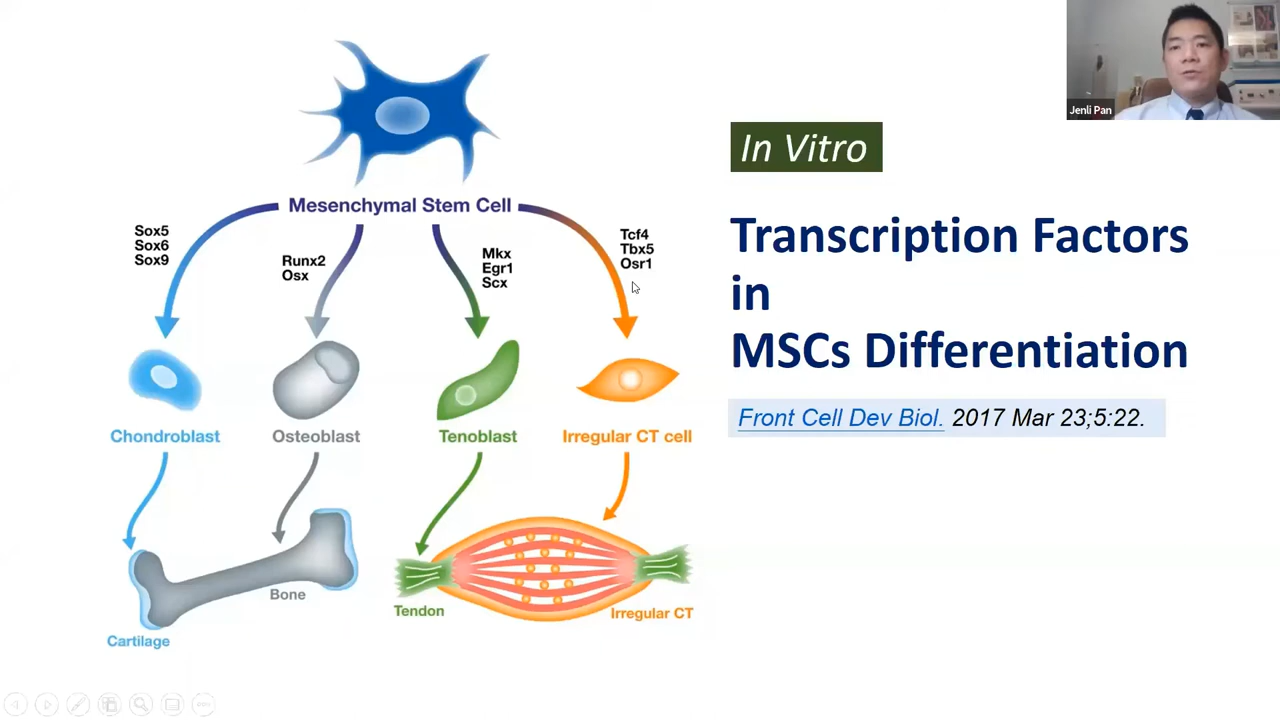 Jenli Pan
In Vitro
Transcription Factors
in
MSCs Differentiation
Front Cell Dev Biol. 2017 Mar 23;5:22.
Mesenchymal Stem Cell
Sox5
Sox6
Sox9
Runx2
Osx
Mkx
Egr1
Scx
Tcf4
Tbx5
Osr1
Chondroblast
Osteoblast
Tenoblast
Irregular CT cell
Bone
Cartilage
Tendon
Irregular CT